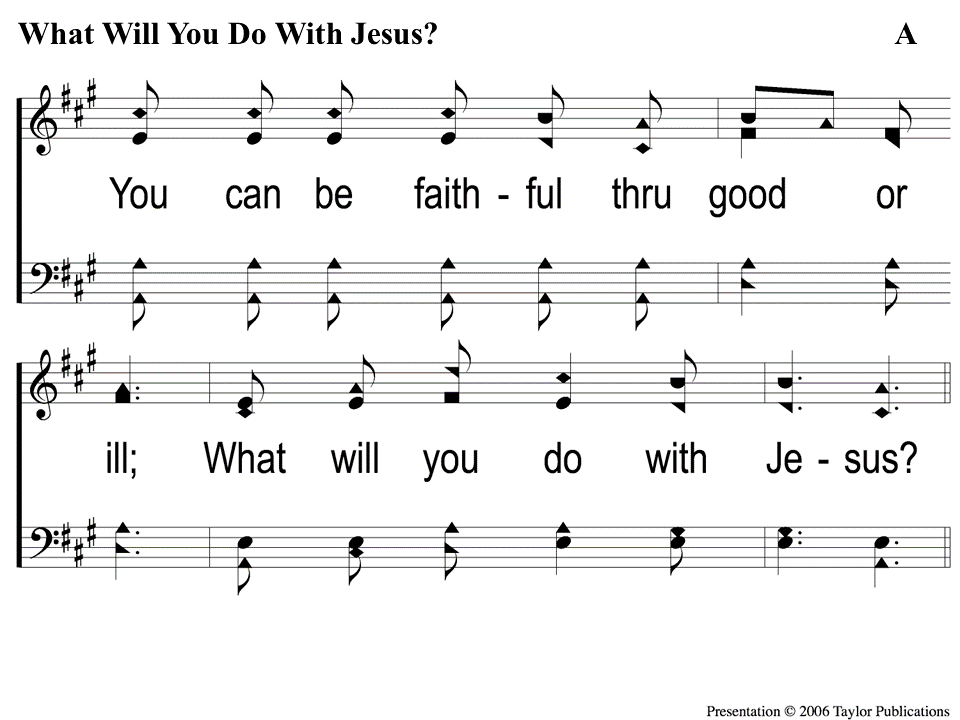 What Will You Do With Jesus? A
You can be faith - ful thru good or
ill; What will you do with Je - sus?
Presentation © 2006 Taylor Publications